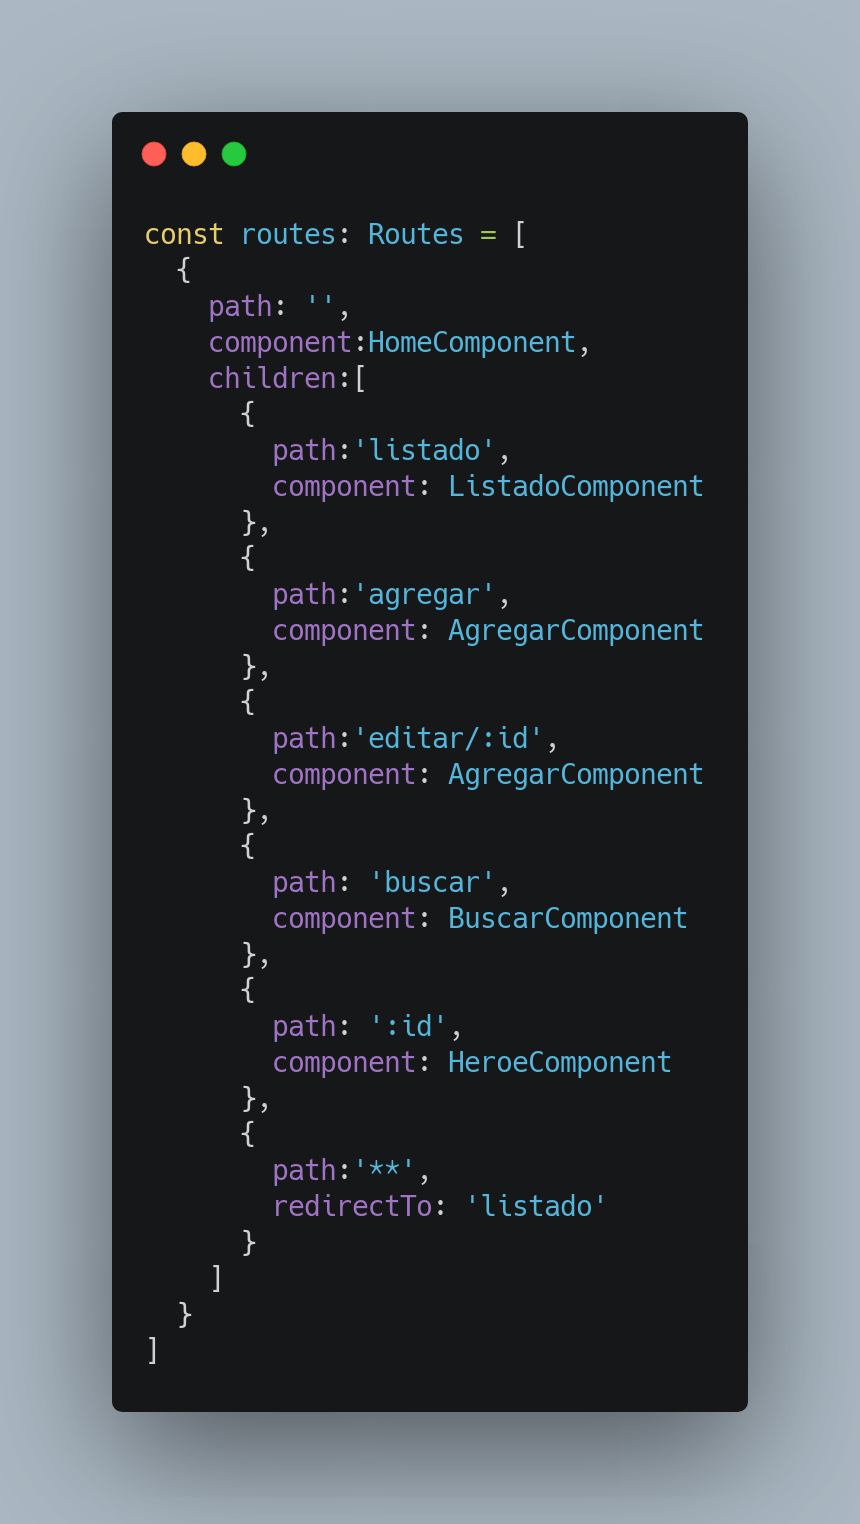 const routes: Routes = [
  {
    path: '',
    component:HomeComponent,
    children:[
      {
        path:'listado',
        component: ListadoComponent
      },
      {
        path:'agregar',
        component: AgregarComponent
      },
      {
        path:'editar/:id',
        component: AgregarComponent
      },
      {
        path: 'buscar',
        component: BuscarComponent
      },
      {
        path: ':id',
        component: HeroeComponent
      },
      {
        path:'**',
        redirectTo: 'listado'
      }
    ]
  }
]